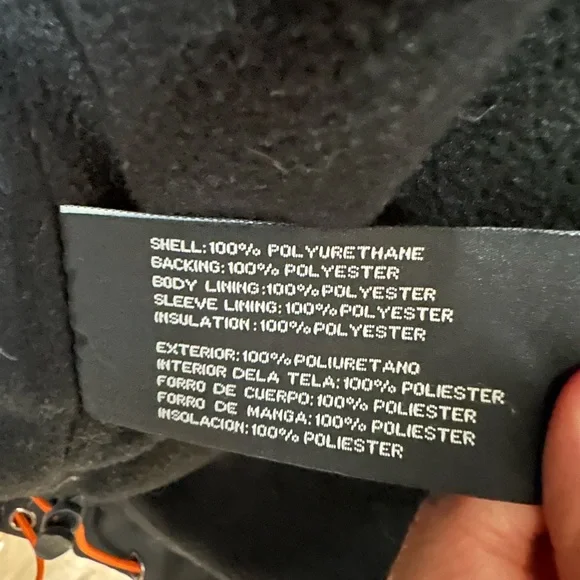 SHELL:100% POLYURETHANE
BACKING:100% POLYESTER
BODY LINING:100% POLYESTER
SLEEVE LINING:100% POLYESTER
INSULATION:100% POLYESTER
EXTERIOR:100% POLIURETANO
INTERIOR DELA TELA:100% POLIESTER
FORRO DE CUERPO:100% POLIESTER
FORRO DE MANGA:100% POLIESTER
INSOLACION:100% POLIESTER